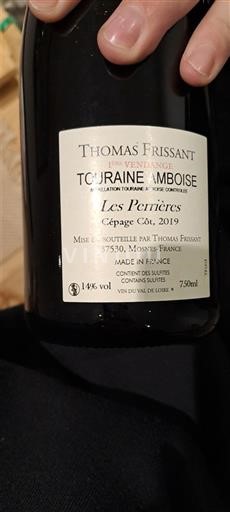 Thomas Frissant
1ère Vendange
TOURAINE AMBOISE
APPELLATION TOURAINE AMBOISE CONTROLÉE
Les Perrières
Cépage Côt, 2019
Mise en bouteille par Thomas Frissant
37530, Mosnes-France
MADE IN FRANCE
CONTIENT DES SULFITES
CONTAINS SULFITES
14% vol 750ml
VIN DU VAL DE LOIRE